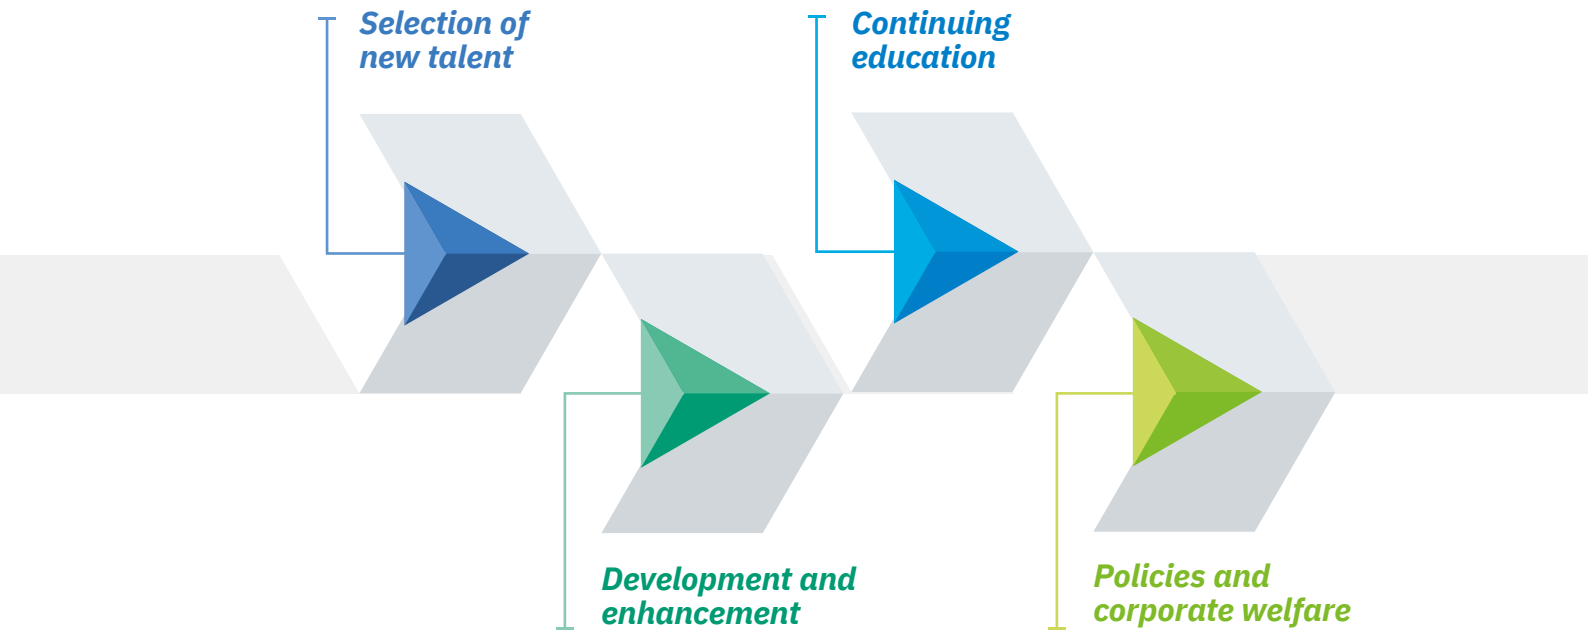 Selection of
new talent
Continuing
education
Development and
enhancement
Policies and
corporate welfare